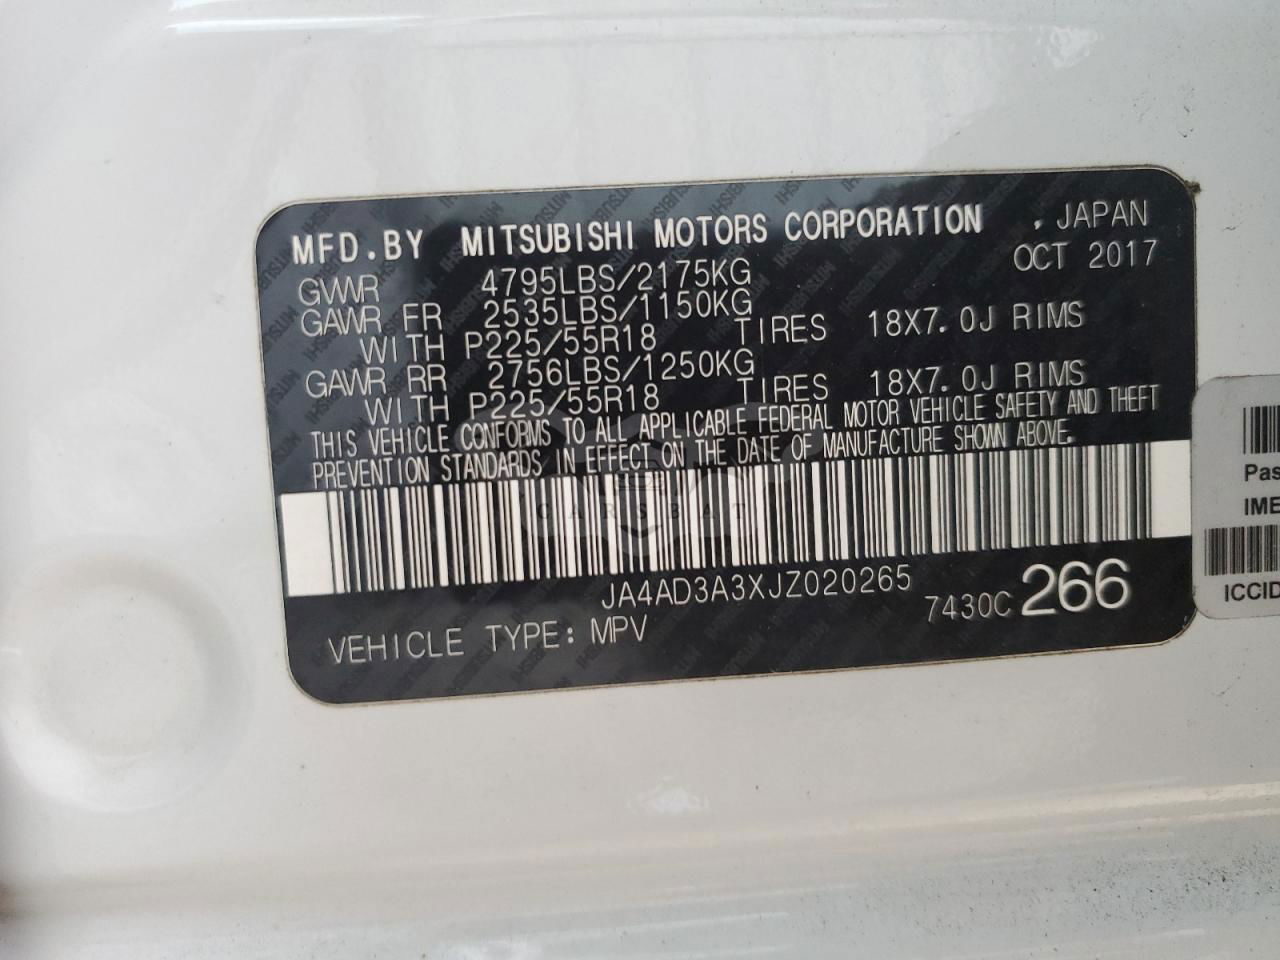 MFD.BY MITSUBISHI MOTORS CORPORATION , JAPAN
OCT 2017
GVWR 4795LBS/2175KG
GAWR FR 2535LBS/1150KG
WITH P225/55R18 TIRES 18X7.0J RIMS
GAWR RR 2756LBS/1250KG
WITH P225/55R18 TIRES 18X7.0J RIMS
THIS VEHICLE CONFORMS TO ALL APPLICABLE FEDERAL MOTOR VEHICLE SAFETY AND THEFT
PREVENTION STANDARDS IN EFFECT ON THE DATE OF MANUFACTURE SHOWN ABOVE.
CARSBAT
JA4AD3A3XJZ020265
7430C 266
VEHICLE TYPE: MPV
Pas
IME
ICCID